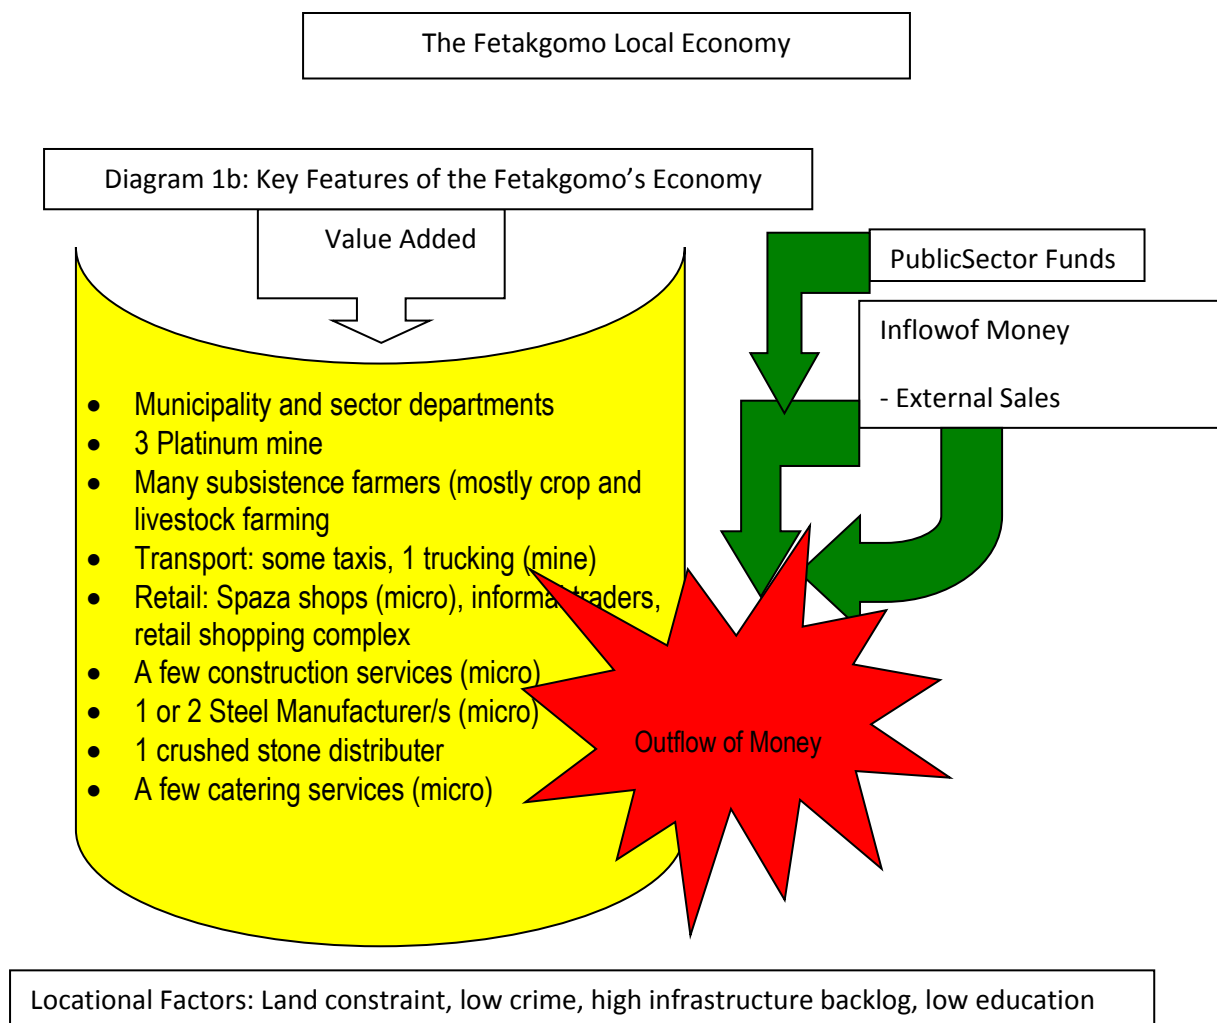 The Fetakgomo Local Economy
Diagram 1b: Key Features of the Fetakgomo’s Economy
Value Added
PublicSector Funds
Inflowof Money
- External Sales
• Municipality and sector departments
• 3 Platinum mine
• Many subsistence farmers (mostly crop and
livestock farming
• Transport: some taxis, 1 trucking (mine)
• Retail: Spaza shops (micro), informal traders,
retail shopping complex
• A few construction services (micro)
• 1 or 2 Steel Manufacturer/s (micro)
• 1 crushed stone distributer
• A few catering services (micro)
Outflow of Money
Locational Factors: Land constraint, low crime, high infrastructure backlog, low education